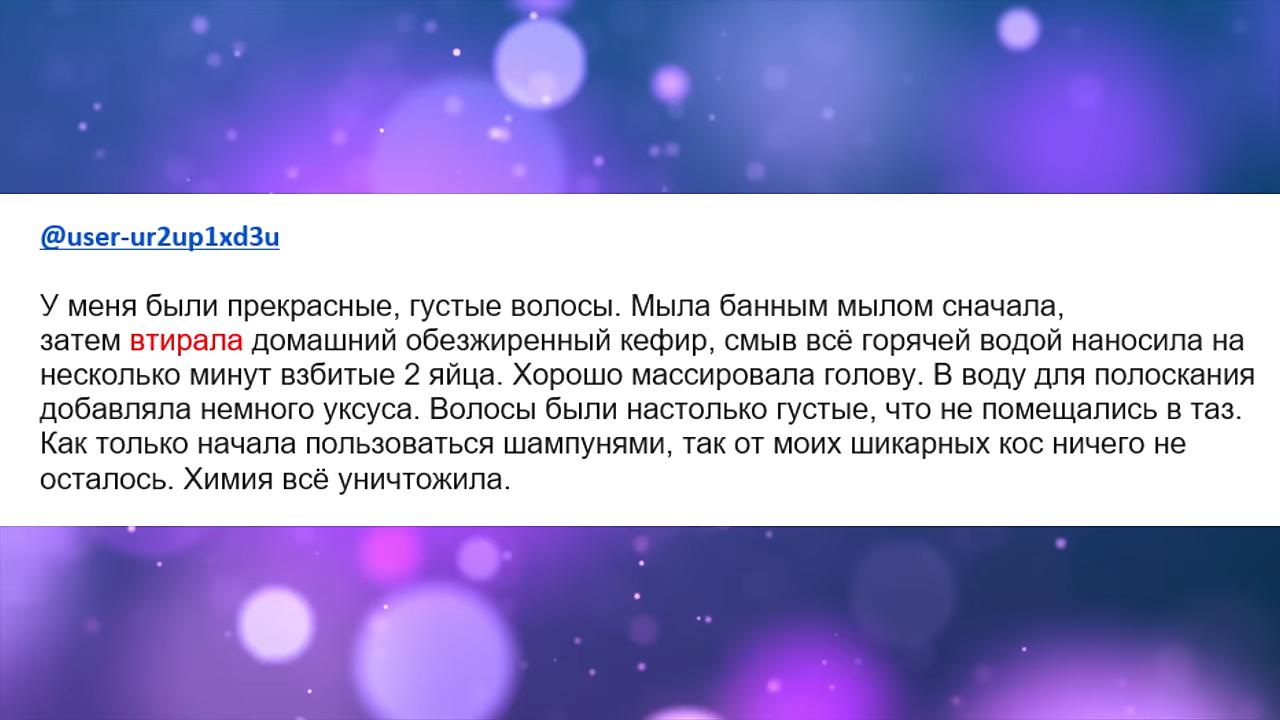 @user-ur2up1xd3u
У меня были прекрасные, густые волосы. Мыла банным мылом сначала,
затем втирала домашний обезжиренный кефир, смыв всё горячей водой наносила на
несколько минут взбитые 2 яйца. Хорошо массировала голову. В воду для полоскания
добавляла немного уксуса. Волосы были настолько густые, что не помещались в таз.
Как только начала пользоваться шампунями, так от моих шикарных кос ничего не
осталось. Химия всё уничтожила.